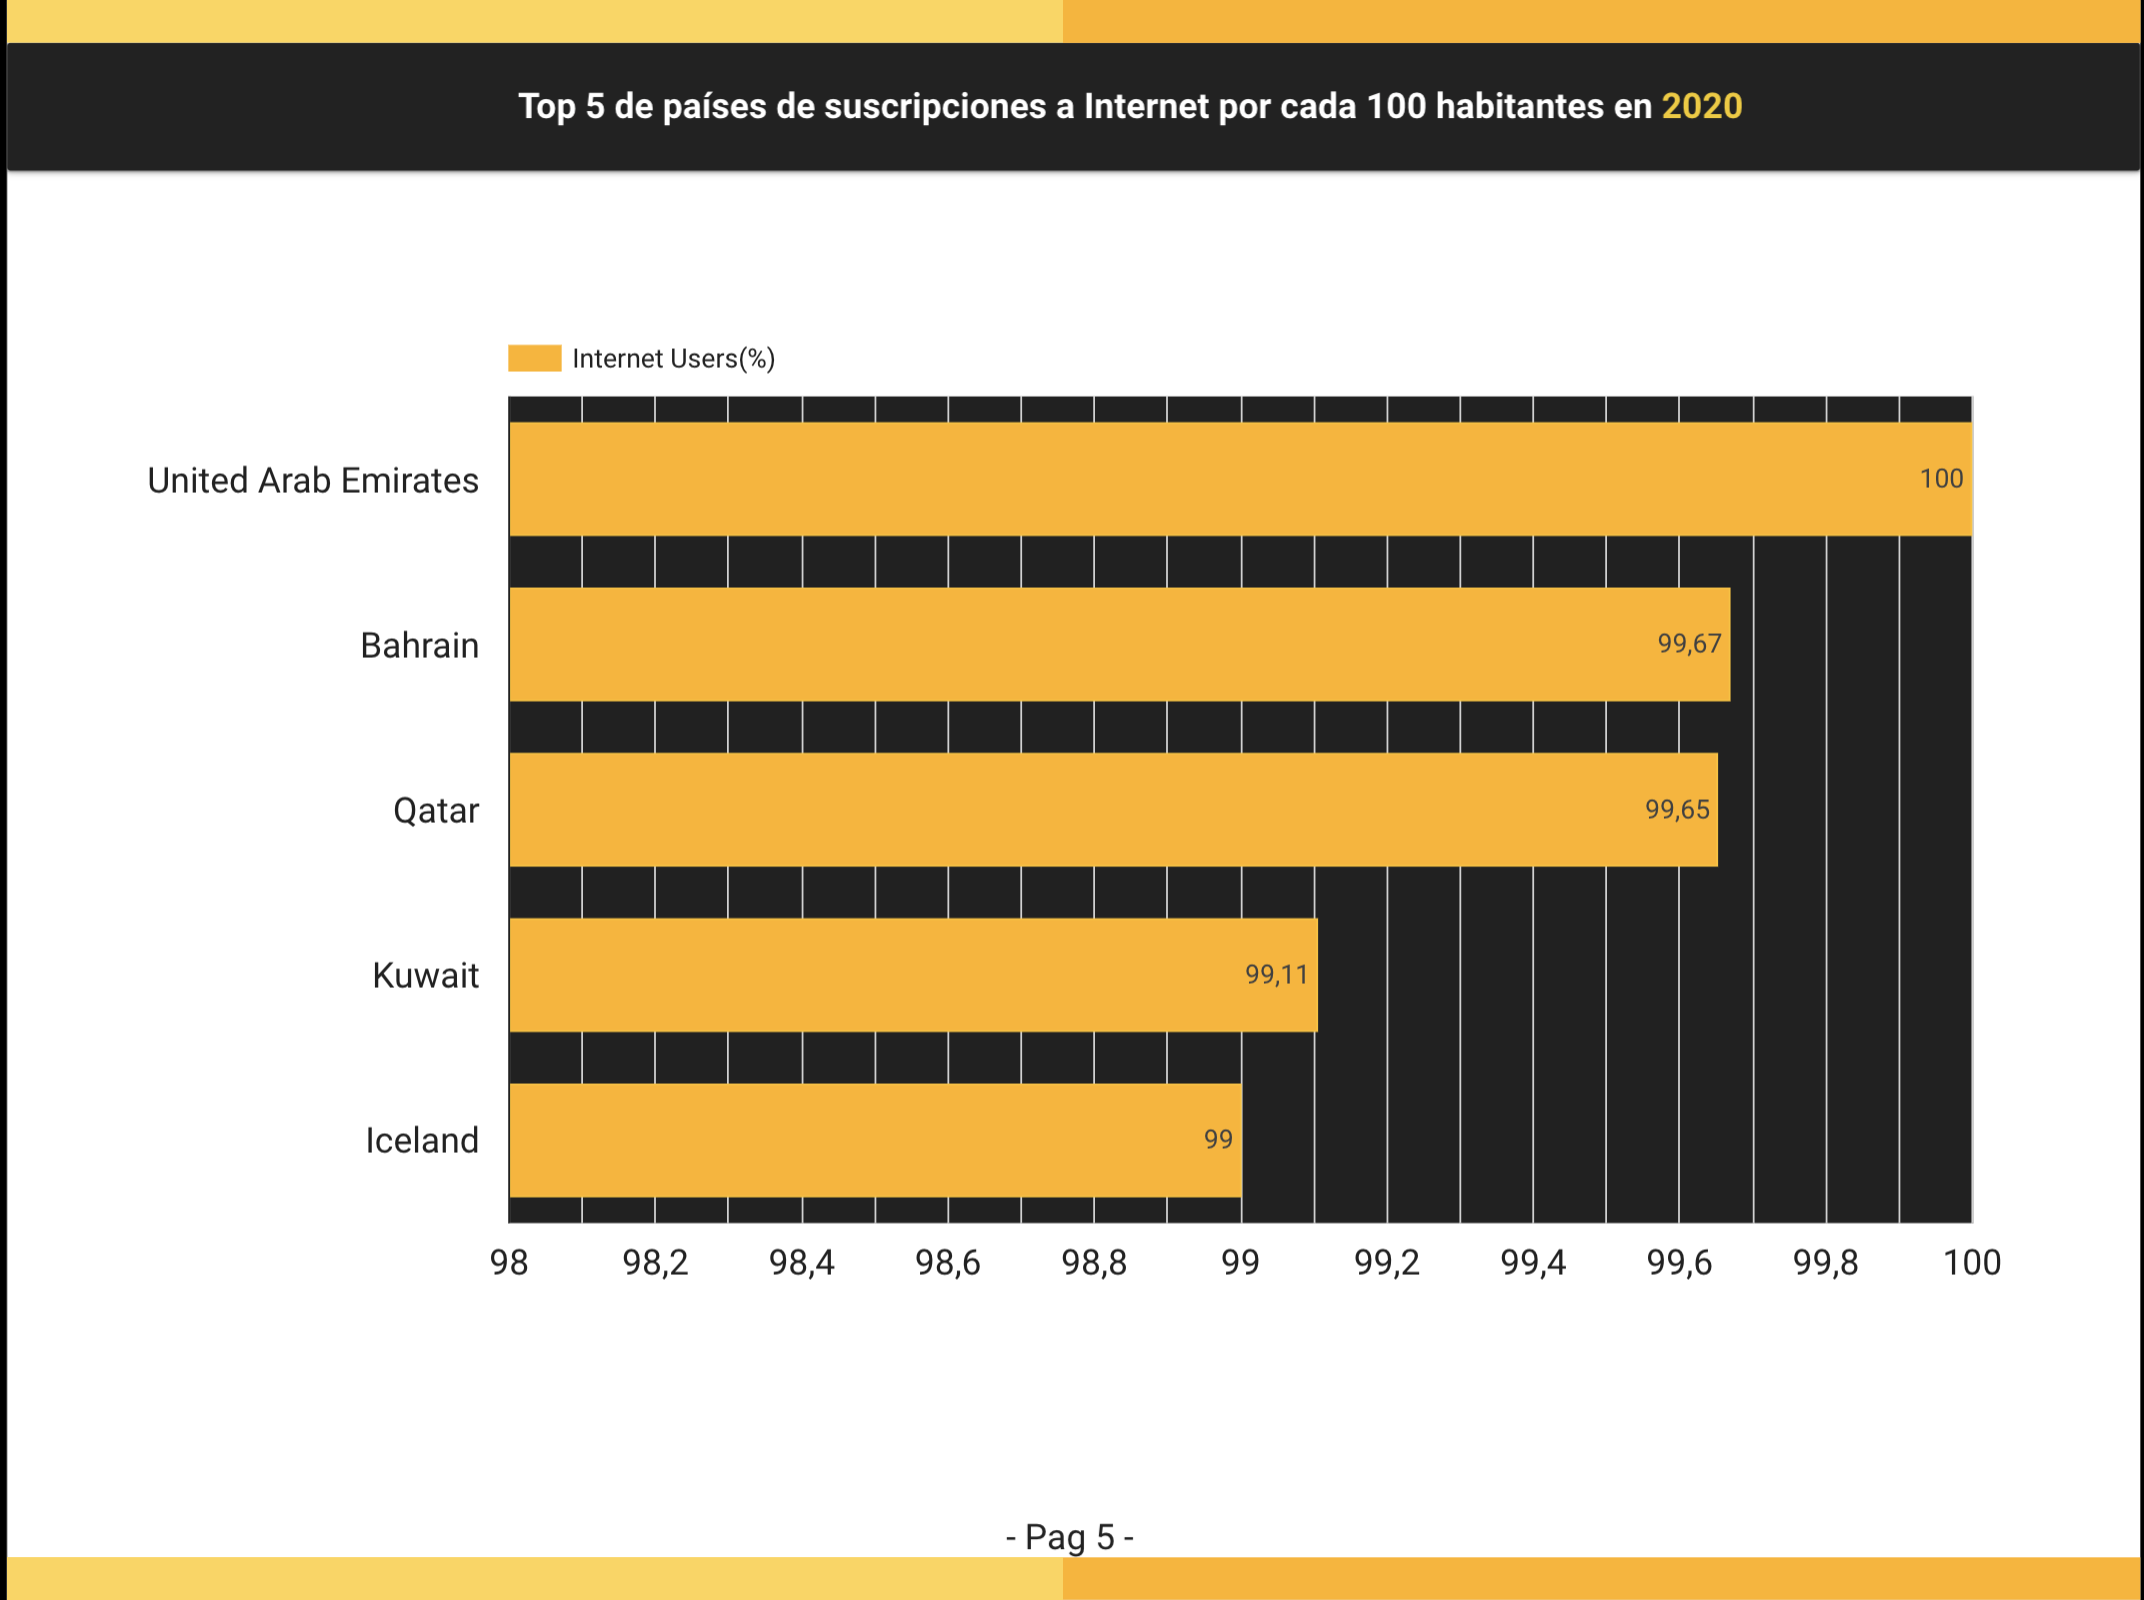 Top 5 de países de suscripciones a Internet por cada 100 habitantes en 2020
Internet Users(%)
United Arab Emirates
100
Bahrain
99,67
Qatar
99,65
Kuwait
99,11
Iceland
99
98 98,2 98,4 98,6 98,8 99 99,2 99,4 99,6 99,8 100
- Pag 5 -